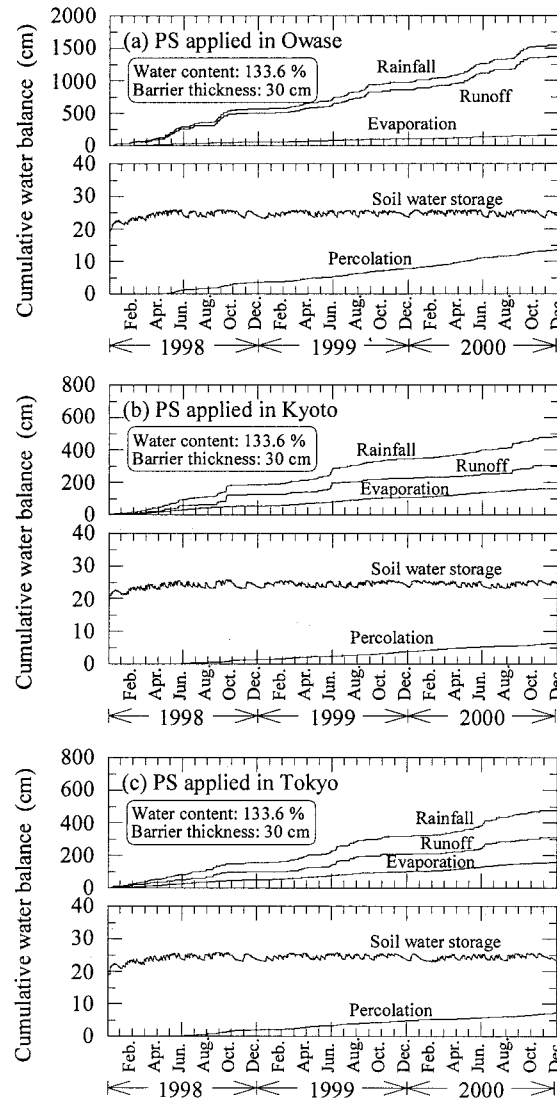 Cumulative water balance (cm)
2000
1500
1000
500
0
(a) PS applied in Owase
Water content: 133.6 %
Barrier thickness: 30 cm
Rainfall
Runoff
Evaporation
40
30
20
10
0
Soil water storage
Percolation
Feb. Apr. Jun. Aug. Oct. Dec. Feb. Apr. Jun. Aug. Oct. Dec. Feb. Apr. Jun. Aug. Oct. Dec.
1998 1999 2000
Cumulative water balance (cm)
800
600
400
200
0
(b) PS applied in Kyoto
Water content: 133.6 %
Barrier thickness: 30 cm
Rainfall
Runoff
Evaporation
40
30
20
10
0
Soil water storage
Percolation
Feb. Apr. Jun. Aug. Oct. Dec. Feb. Apr. Jun. Aug. Oct. Dec. Feb. Apr. Jun. Aug. Oct. Dec.
1998 1999 2000
Cumulative water balance (cm)
800
600
400
200
0
(c) PS applied in Tokyo
Water content: 133.6 %
Barrier thickness: 30 cm
Rainfall
Runoff
Evaporation
40
30
20
10
0
Soil water storage
Percolation
Feb. Apr. Jun. Aug. Oct. Dec. Feb. Apr. Jun. Aug. Oct. Dec. Feb. Apr. Jun. Aug. Oct. Dec.
1998 1999 2000